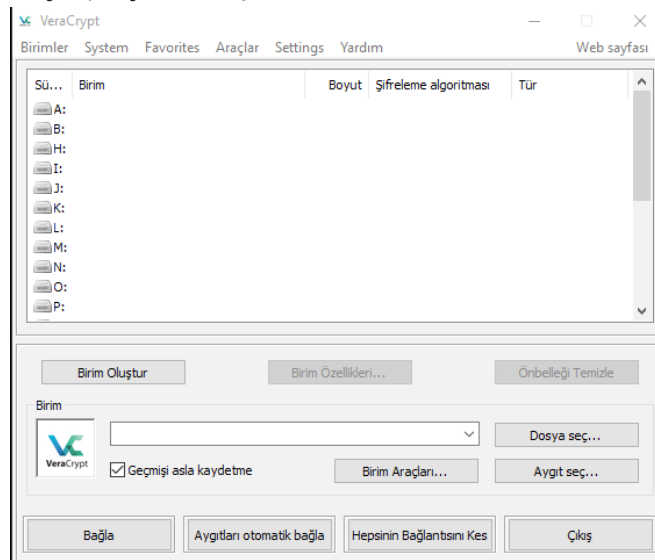 VeraCrypt
Birimler System Favorites Araçlar Settings Yardım Web sayfası
Sü... Birim Boyut Şifreleme algoritması Tür
A:
B:
H:
I:
J:
K:
L:
M:
N:
O:
P:
Birim Oluştur Birim Özellikleri... Önbelleği Temizle
Birim
Dosya seç...
VeraCrypt
Geçmişi asla kaydetme Birim Araçları... Aygıt seç...
Bağla Aygıtları otomatik bağla Hepsinin Bağlantısını Kes Çıkış